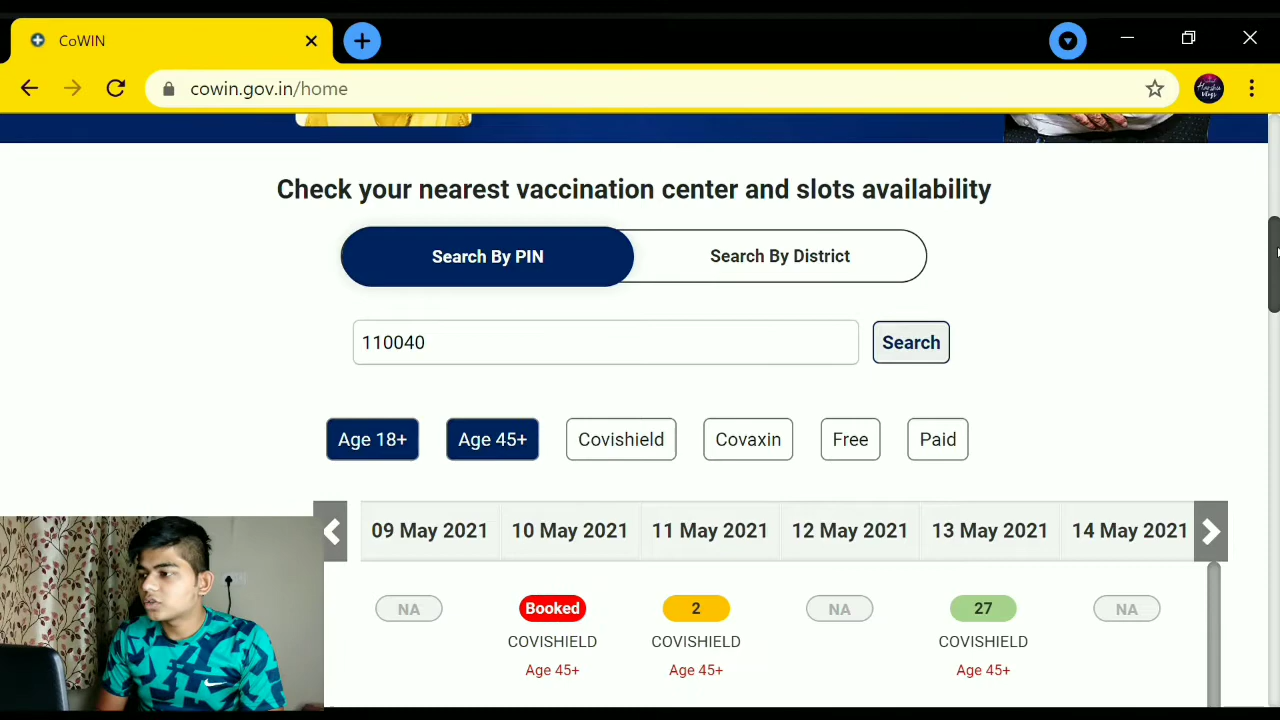 CoWIN
cowin.gov.in/home
Harshu Vlogs
Check your nearest vaccination center and slots availability
Search By PIN Search By District
110040 Search
Age 18+ Age 45+ Covishield Covaxin Free Paid
09 May 2021 10 May 2021 11 May 2021 12 May 2021 13 May 2021 14 May 2021
NA Booked 2 NA 27 NA
COVISHIELD COVISHIELD COVISHIELD
Age 45+ Age 45+ Age 45+